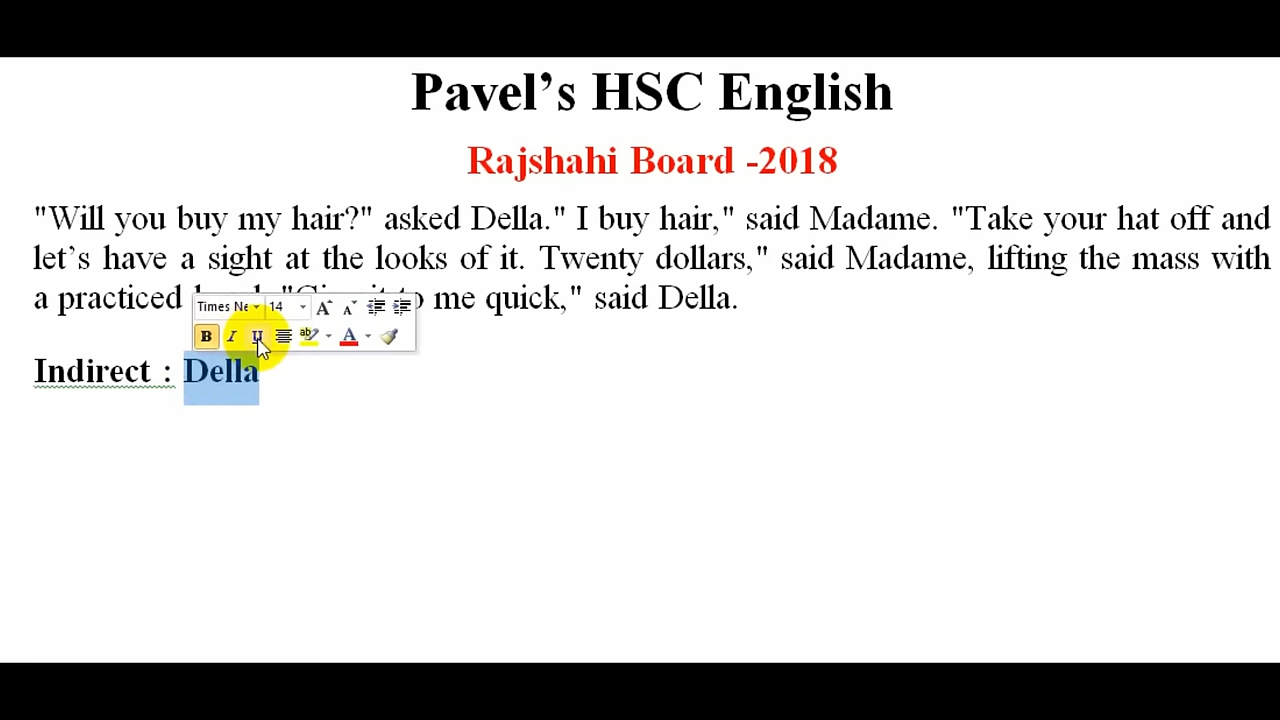 Pavel’s HSC English
Rajshahi Board -2018
"Will you buy my hair?" asked Della." I buy hair," said Madame. "Take your hat off and
let’s have a sight at the looks of it. Twenty dollars," said Madame, lifting the mass with
a practiced to me quick," said Della.
Times Ne 14
Indirect : Della